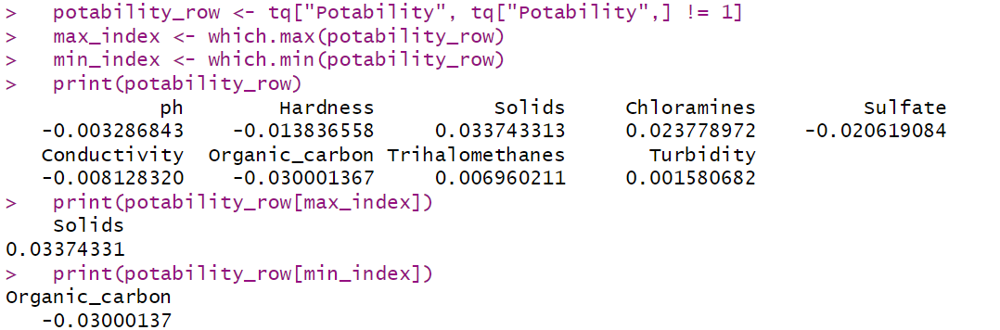 >   potability_row <- tq["Potability", tq["Potability",] != 1]
>   max_index <- which.max(potability_row)
>   min_index <- which.min(potability_row)
>   print(potability_row)
             ph        Hardness          Solids     Chloramines         Sulfate
   -0.003286843    -0.013836558     0.033743313     0.023778972    -0.020619084
   Conductivity  Organic_carbon Trihalomethanes       Turbidity
   -0.008128320    -0.030001367     0.006960211     0.001580682
>   print(potability_row[max_index])
    Solids
0.03374331
>   print(potability_row[min_index])
Organic_carbon
   -0.03000137